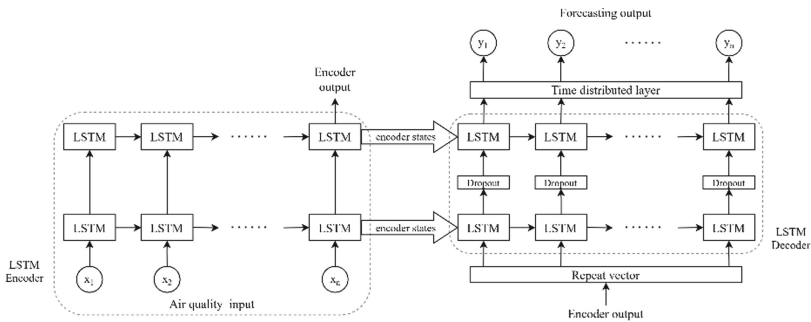 Forecasting output
y1 y2 ...... yn
Time distributed layer
Encoder
output
LSTM LSTM ...... LSTM encoder states LSTM LSTM ...... LSTM
Dropout Dropout Dropout
LSTM LSTM ...... LSTM encoder states LSTM LSTM ...... LSTM
LSTM
Decoder
LSTM
Encoder
x1 x2 xn
Repeat vector
Air quality input
Encoder output